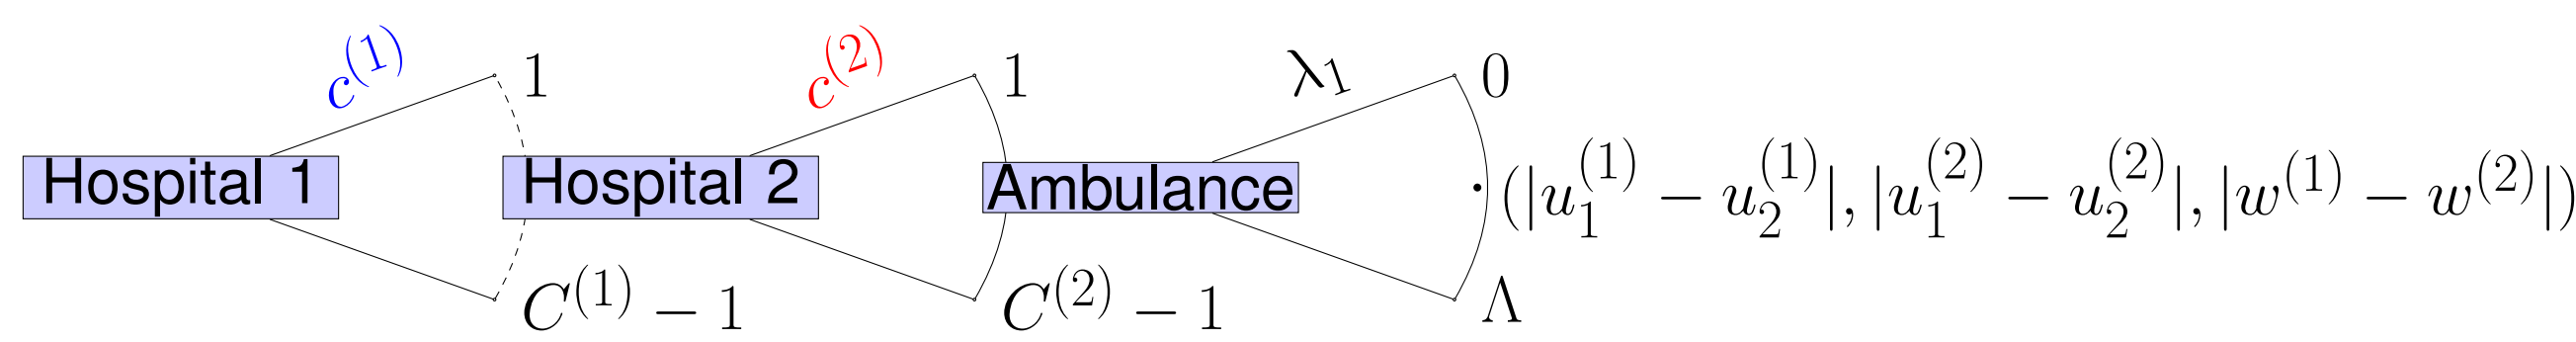 c^{(1)} 1 c^{(2)} 1 λ_1 0
Hospital 1 Hospital 2 Ambulance (|u_1^{(1)} − u_2^{(1)}|, |u_1^{(2)} − u_2^{(2)}|, |w^{(1)} − w^{(2)}|)
C^{(1)} − 1 C^{(2)} − 1 Λ